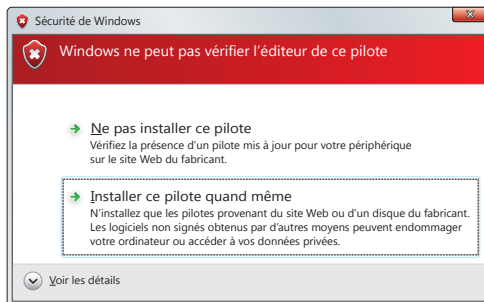 Sécurité de Windows
Windows ne peut pas vérifier l'éditeur de ce pilote
Ne pas installer ce pilote
Vérifiez la présence d'un pilote mis à jour pour votre périphérique
sur le site Web du fabricant.
Installer ce pilote quand même
N'installez que les pilotes provenant du site Web ou d'un disque du fabricant.
Les logiciels non signés obtenus par d'autres moyens peuvent endommager
votre ordinateur ou accéder à vos données privées.
Voir les détails